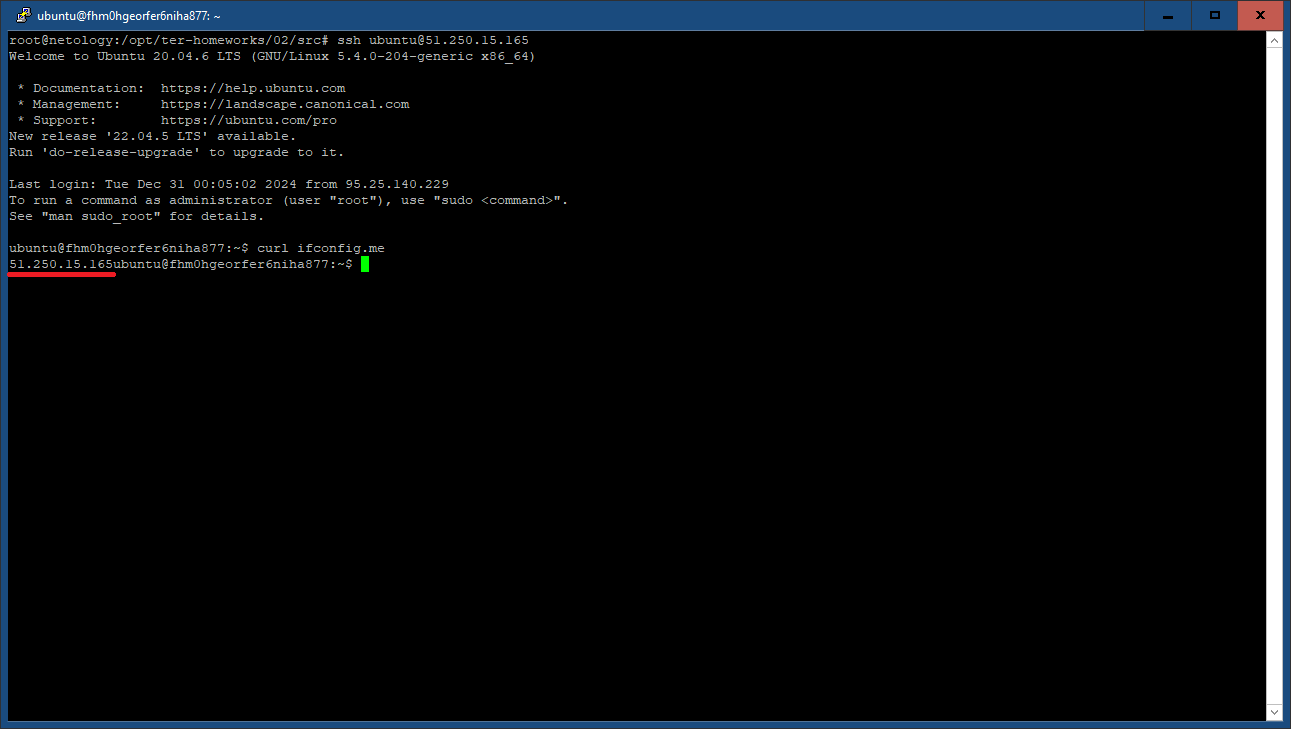 ubuntu@fhm0hgeorfer6niha877: ~
root@netology:/opt/ter-homeworks/02/src# ssh ubuntu@51.250.15.165
Welcome to Ubuntu 20.04.6 LTS (GNU/Linux 5.4.0-204-generic x86_64)
 * Documentation:  https://help.ubuntu.com
 * Management:     https://landscape.canonical.com
 * Support:        https://ubuntu.com/pro
New release '22.04.5 LTS' available.
Run 'do-release-upgrade' to upgrade to it.
Last login: Tue Dec 31 00:05:02 2024 from 95.25.140.229
To run a command as administrator (user "root"), use "sudo <command>".
See "man sudo_root" for details.
ubuntu@fhm0hgeorfer6niha877:~$ curl ifconfig.me
51.250.15.165ubuntu@fhm0hgeorfer6niha877:~$